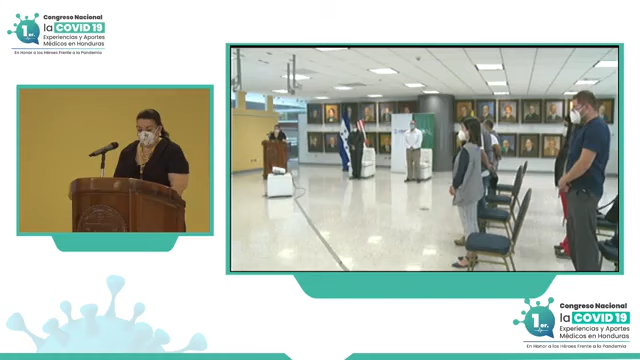 Congreso Nacional
1er.
la COVID 19
Experiencias y Aportes
Médicos en Honduras
En Honor a los Héroes Frente a la Pandemia
Congreso Nacional
1er.
la COVID 19
Experiencias y Aportes
Médicos en Honduras
En Honor a los Héroes Frente a la Pandemia